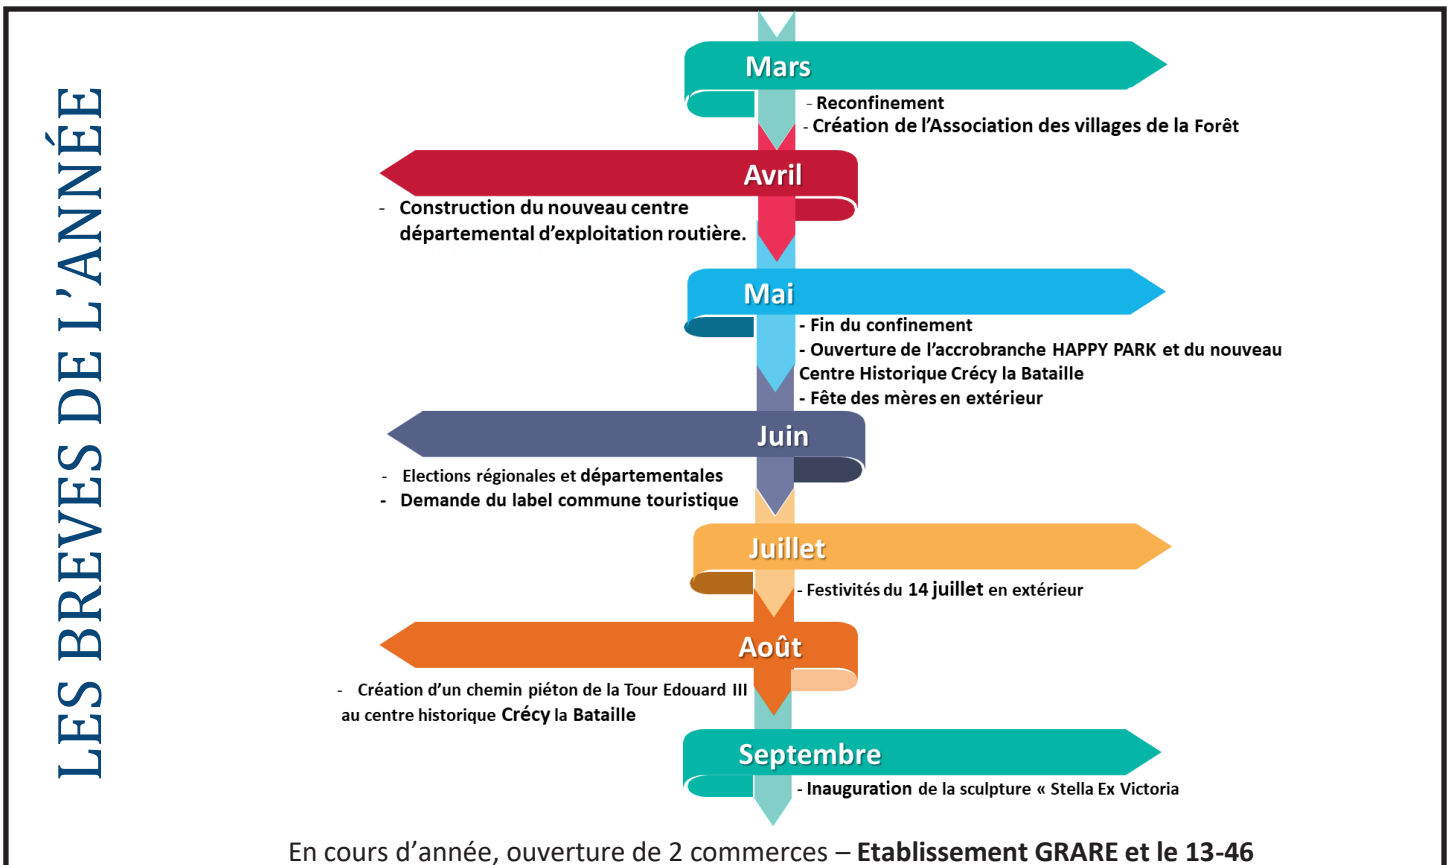 LES BREVES DE L'ANNÉE
Mars
- Reconfinement
- Création de l'Association des villages de la Forêt
Avril
- Construction du nouveau centre
départemental d'exploitation routière.
Mai
- Fin du confinement
- Ouverture de l'accrobranche HAPPY PARK et du nouveau
Centre Historique Crécy la Bataille
- Fête des mères en extérieur
Juin
- Elections régionales et départementales
- Demande du label commune touristique
Juillet
- Festivités du 14 juillet en extérieur
Août
- Création d'un chemin piéton de la Tour Edouard III
au centre historique Crécy la Bataille
Septembre
- Inauguration de la sculpture « Stella Ex Victoria
En cours d'année, ouverture de 2 commerces – Etablissement GRARE et le 13-46